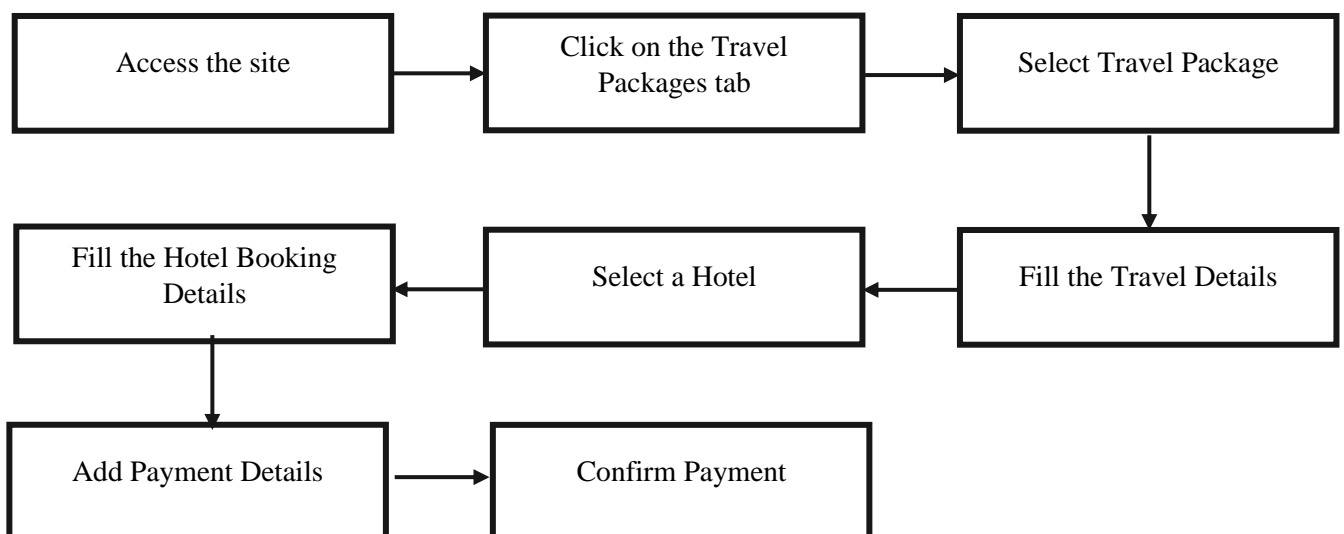 Access the site
Click on the Travel
Packages tab
Select Travel Package
Fill the Travel Details
Select a Hotel
Fill the Hotel Booking
Details
Add Payment Details
Confirm Payment